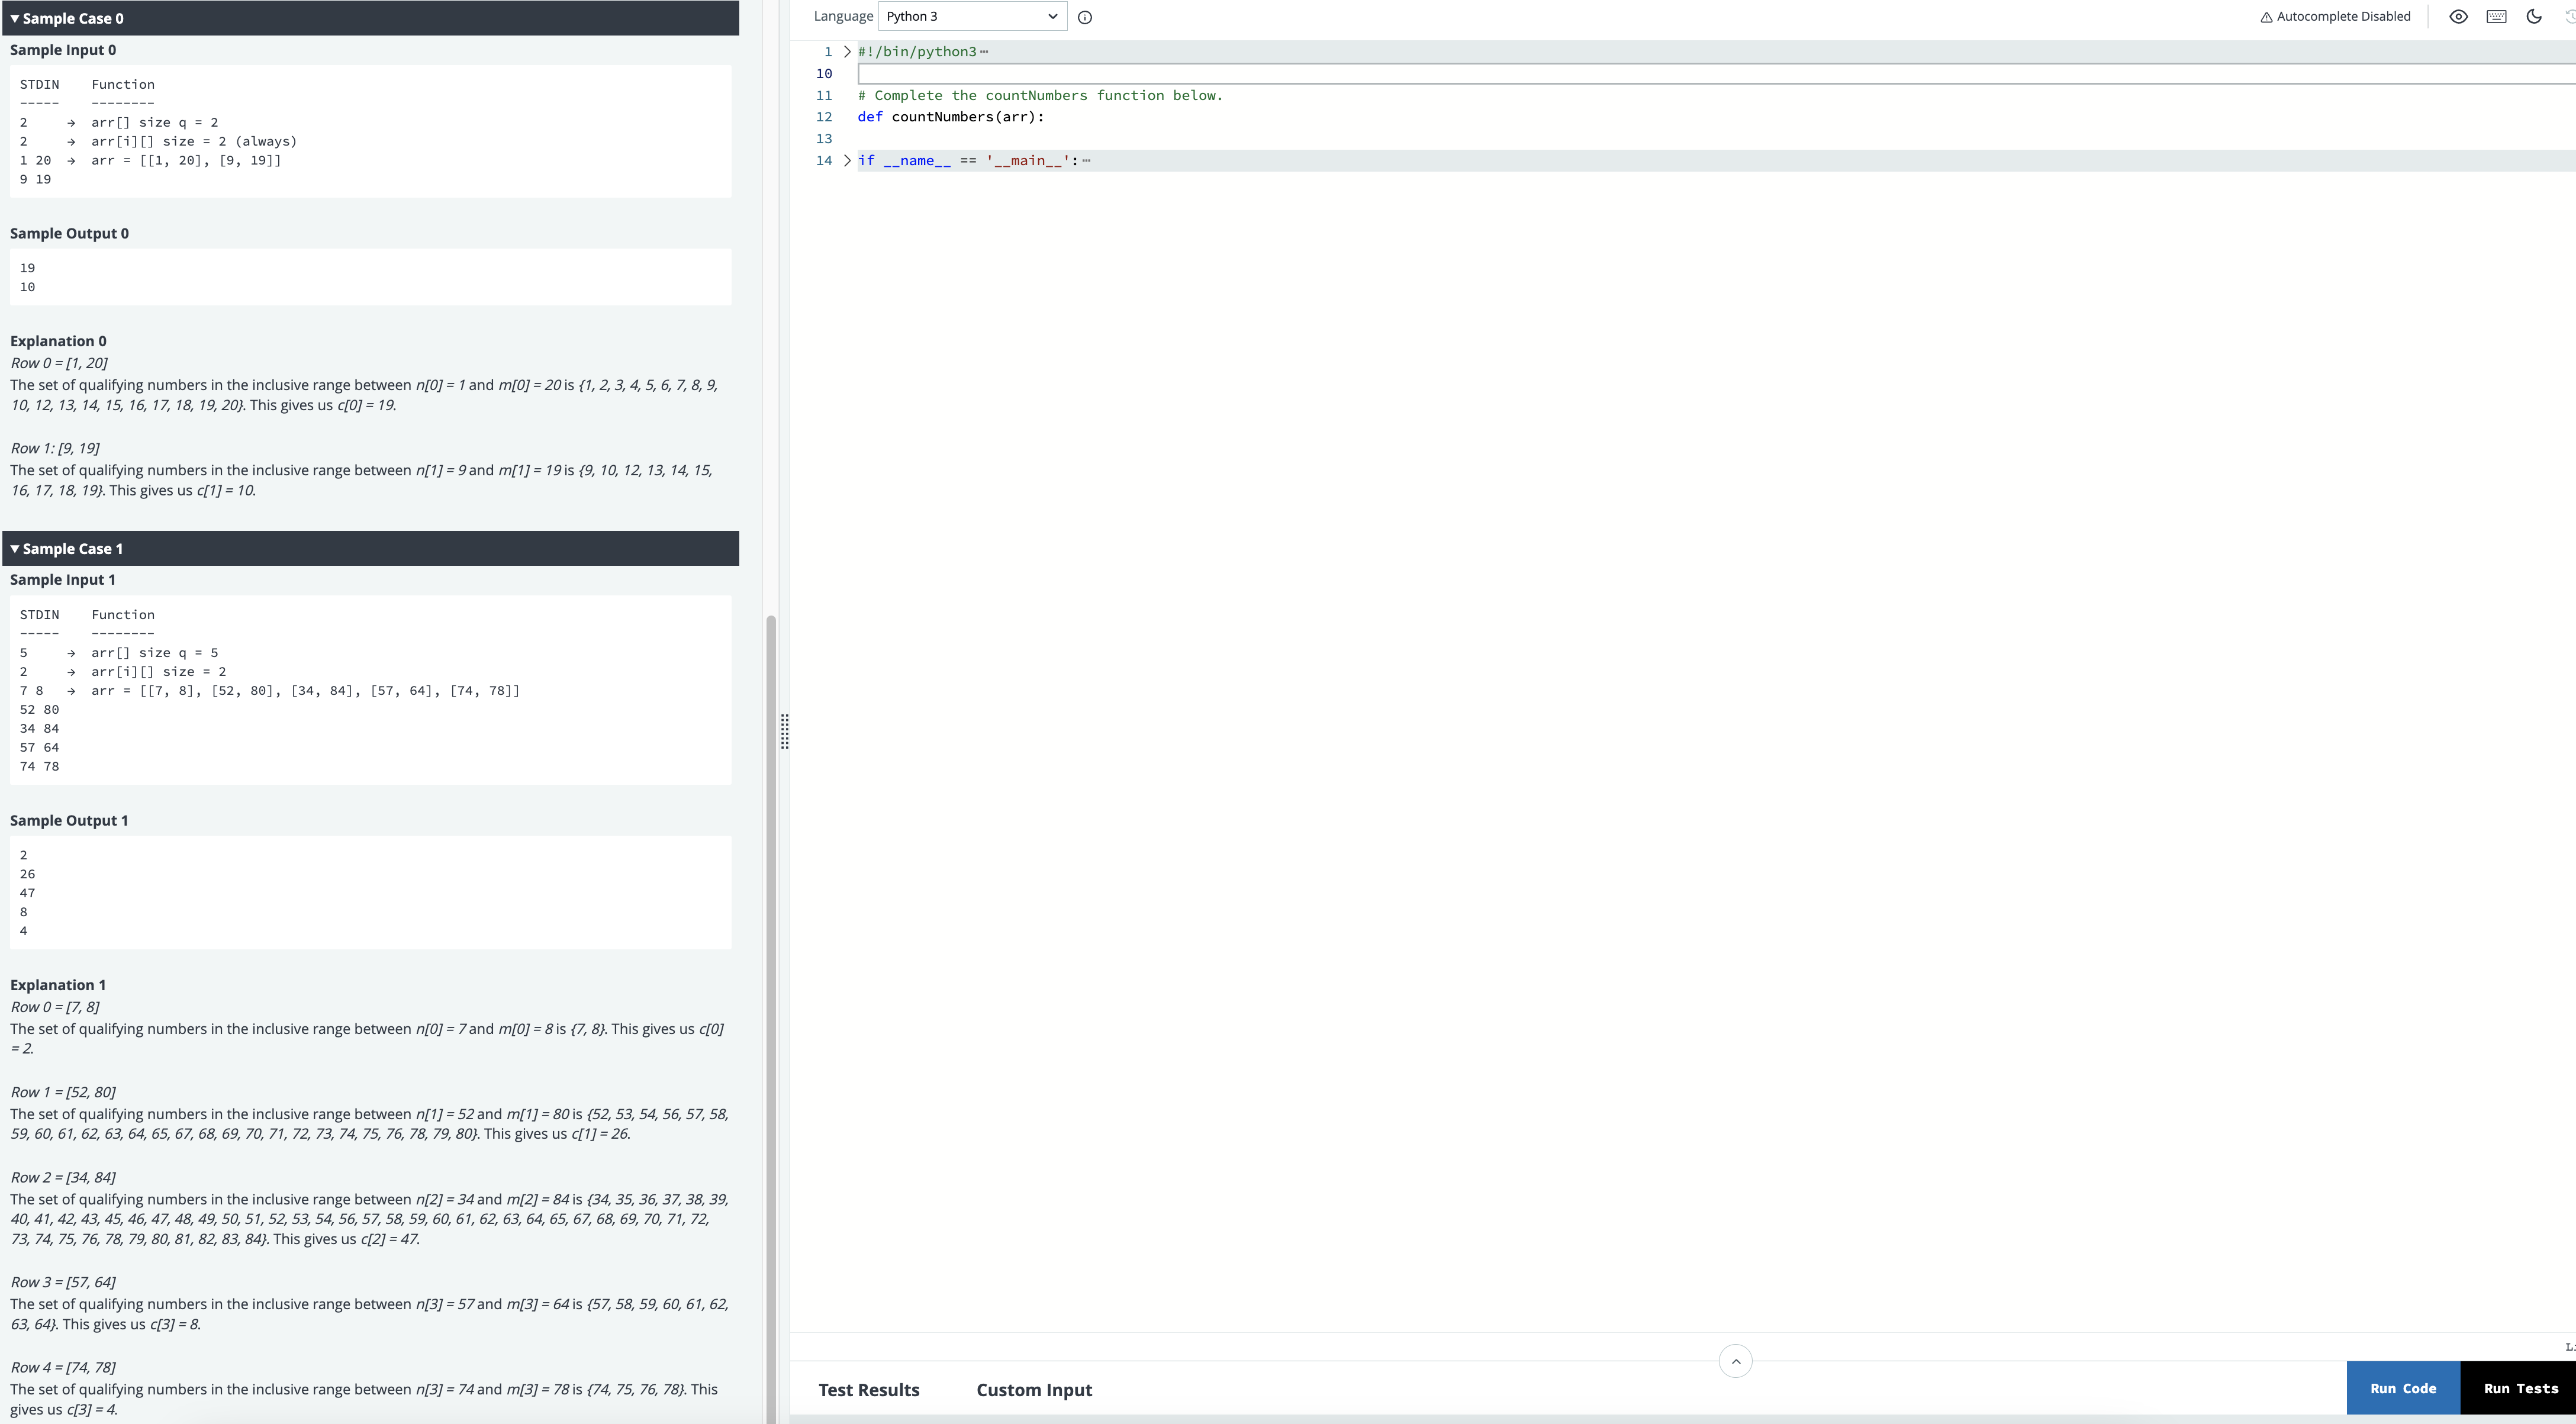 ▼ Sample Case 0
Sample Input 0
STDIN    Function
-----    --------
2     →  arr[] size q = 2
2     →  arr[i][] size = 2 (always)
1 20  →  arr = [[1, 20], [9, 19]]
9 19
Sample Output 0
19
10
Explanation 0
Row 0 = [1, 20]
The set of qualifying numbers in the inclusive range between n[0] = 1 and m[0] = 20 is {1, 2, 3, 4, 5, 6, 7, 8, 9,
10, 12, 13, 14, 15, 16, 17, 18, 19, 20}. This gives us c[0] = 19.
Row 1: [9, 19]
The set of qualifying numbers in the inclusive range between n[1] = 9 and m[1] = 19 is {9, 10, 12, 13, 14, 15,
16, 17, 18, 19}. This gives us c[1] = 10.
▼ Sample Case 1
Sample Input 1
STDIN    Function
-----    --------
5     →  arr[] size q = 5
2     →  arr[i][] size = 2
7 8   →  arr = [[7, 8], [52, 80], [34, 84], [57, 64], [74, 78]]
52 80
34 84
57 64
74 78
Sample Output 1
2
26
47
8
4
Explanation 1
Row 0 = [7, 8]
The set of qualifying numbers in the inclusive range between n[0] = 7 and m[0] = 8 is {7, 8}. This gives us c[0]
= 2.
Row 1 = [52, 80]
The set of qualifying numbers in the inclusive range between n[1] = 52 and m[1] = 80 is {52, 53, 54, 56, 57, 58,
59, 60, 61, 62, 63, 64, 65, 67, 68, 69, 70, 71, 72, 73, 74, 75, 76, 78, 79, 80}. This gives us c[1] = 26.
Row 2 = [34, 84]
The set of qualifying numbers in the inclusive range between n[2] = 34 and m[2] = 84 is {34, 35, 36, 37, 38, 39,
40, 41, 42, 43, 45, 46, 47, 48, 49, 50, 51, 52, 53, 54, 56, 57, 58, 59, 60, 61, 62, 63, 64, 65, 67, 68, 69, 70, 71, 72,
73, 74, 75, 76, 78, 79, 80, 81, 82, 83, 84}. This gives us c[2] = 47.
Row 3 = [57, 64]
The set of qualifying numbers in the inclusive range between n[3] = 57 and m[3] = 64 is {57, 58, 59, 60, 61, 62,
63, 64}. This gives us c[3] = 8.
Row 4 = [74, 78]
The set of qualifying numbers in the inclusive range between n[3] = 74 and m[3] = 78 is {74, 75, 76, 78}. This
gives us c[3] = 4.
Language Python 3
Autocomplete Disabled
1 #!/bin/python3 ⋯
10
11 # Complete the countNumbers function below.
12 def countNumbers(arr):
13
14 if __name__ == '__main__': ⋯
Test Results
Custom Input
Run Code
Run Tests